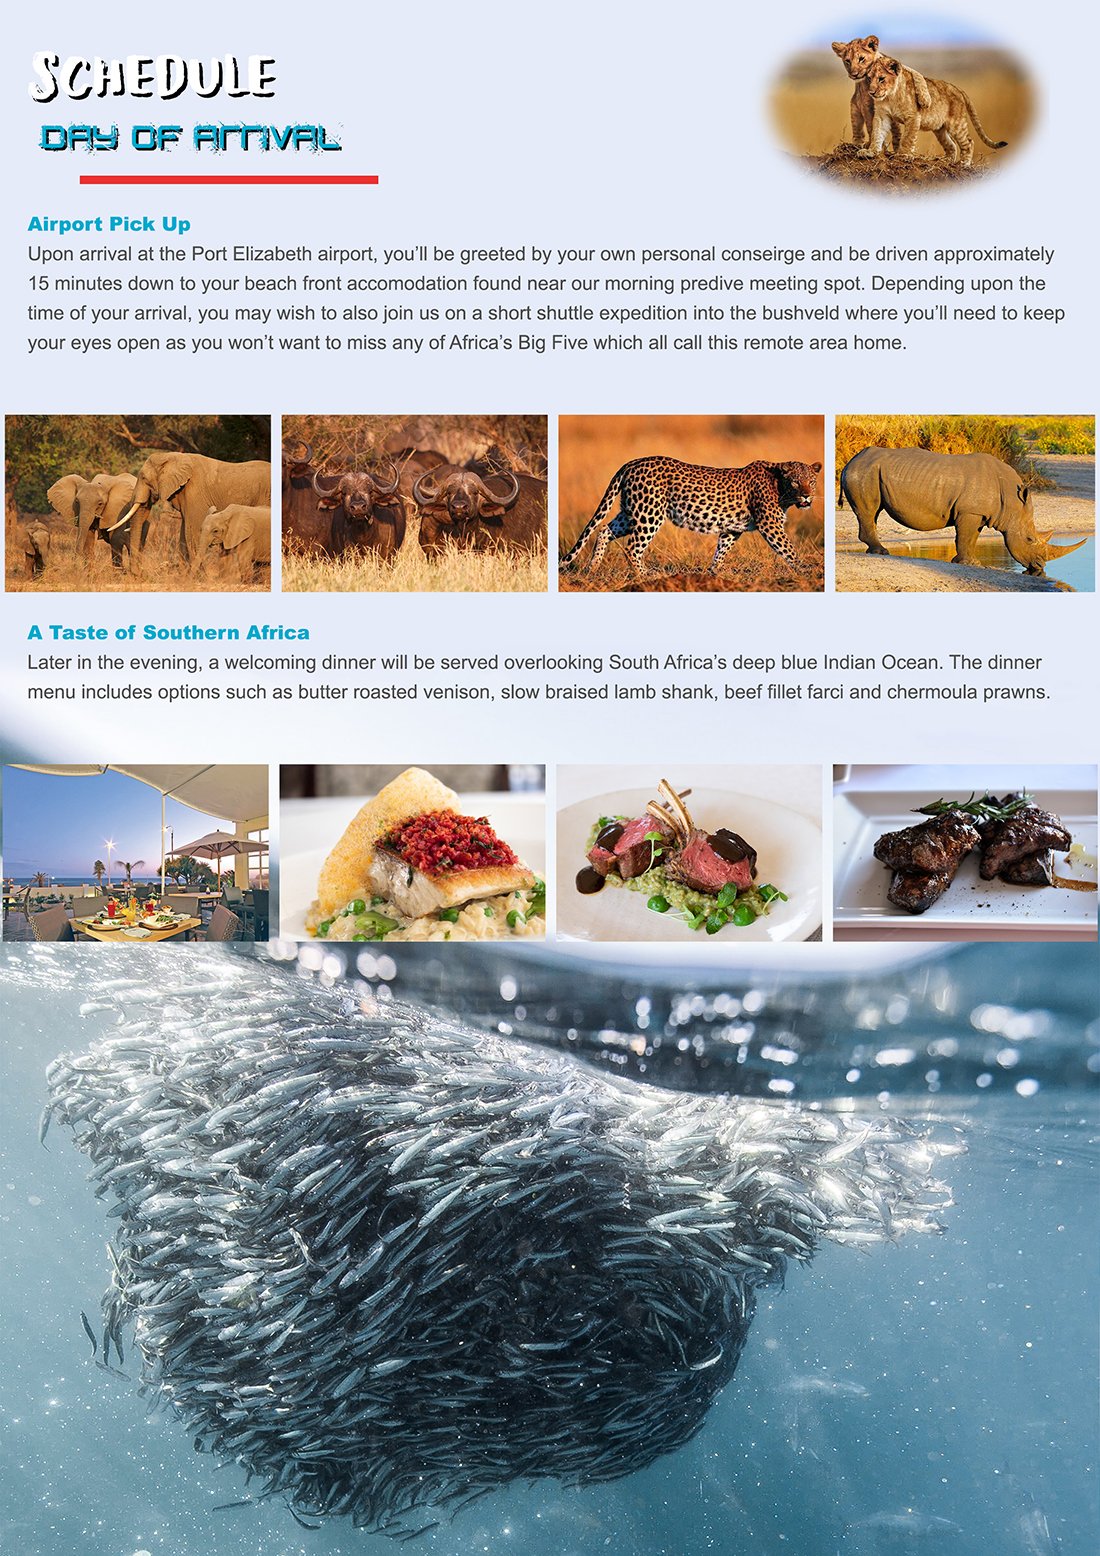 SCHEDULE
DAY OF ARRIVAL
Airport Pick Up
Upon arrival at the Port Elizabeth airport, you’ll be greeted by your own personal conseirge and be driven approximately
15 minutes down to your beach front accomodation found near our morning predive meeting spot. Depending upon the
time of your arrival, you may wish to also join us on a short shuttle expedition into the bushveld where you’ll need to keep
your eyes open as you won’t want to miss any of Africa’s Big Five which all call this remote area home.
A Taste of Southern Africa
Later in the evening, a welcoming dinner will be served overlooking South Africa’s deep blue Indian Ocean. The dinner
menu includes options such as butter roasted venison, slow braised lamb shank, beef fillet farci and chermoula prawns.